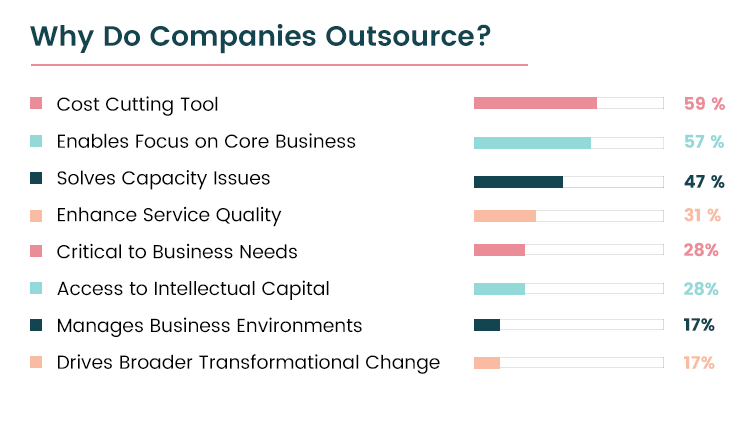 Why Do Companies Outsource?
Cost Cutting Tool 59 %
Enables Focus on Core Business 57 %
Solves Capacity Issues 47 %
Enhance Service Quality 31 %
Critical to Business Needs 28%
Access to Intellectual Capital 28%
Manages Business Environments 17%
Drives Broader Transformational Change 17%